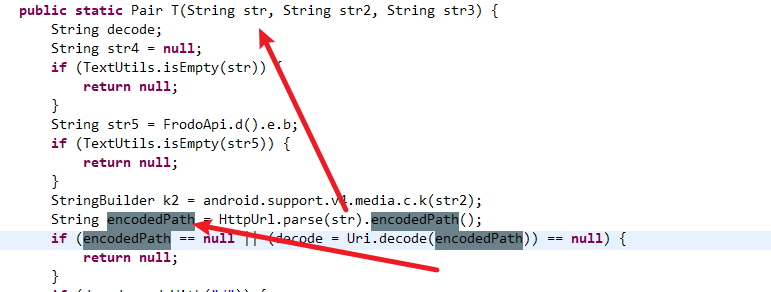 public static Pair T(String str, String str2, String str3) {
String decode;
String str4 = null;
if (TextUtils.isEmpty(str)) {
return null;
}
String str5 = FrodoApi.d().e.b;
if (TextUtils.isEmpty(str5)) {
return null;
}
StringBuilder k2 = android.support.v4.media.c.k(str2);
String encodedPath = HttpUrl.parse(str).encodedPath();
if (encodedPath == null || (decode = Uri.decode(encodedPath)) == null) {
return null;
}